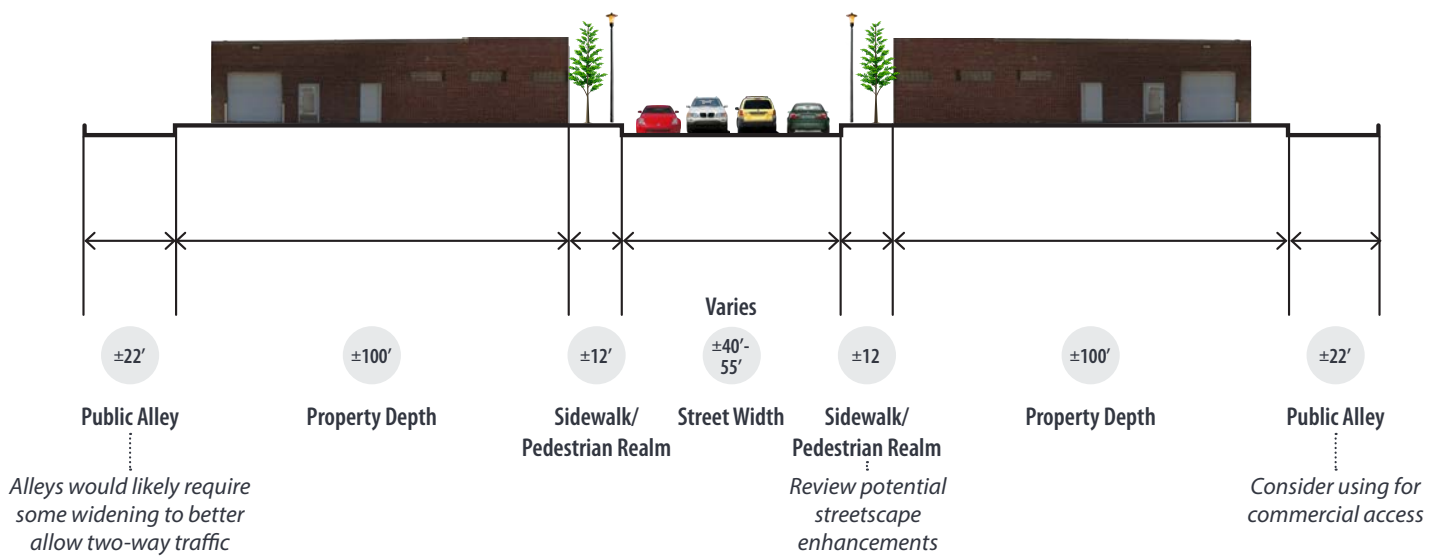 Varies
±22’
±100’
±12’
±40’-
55’
±12
±100’
±22’
Public Alley
Property Depth
Sidewalk/
Pedestrian Realm
Street Width
Sidewalk/
Pedestrian Realm
Property Depth
Public Alley
Alleys would likely require
some widening to better
allow two-way traffic
Review potential
streetscape
enhancements
Consider using for
commercial access